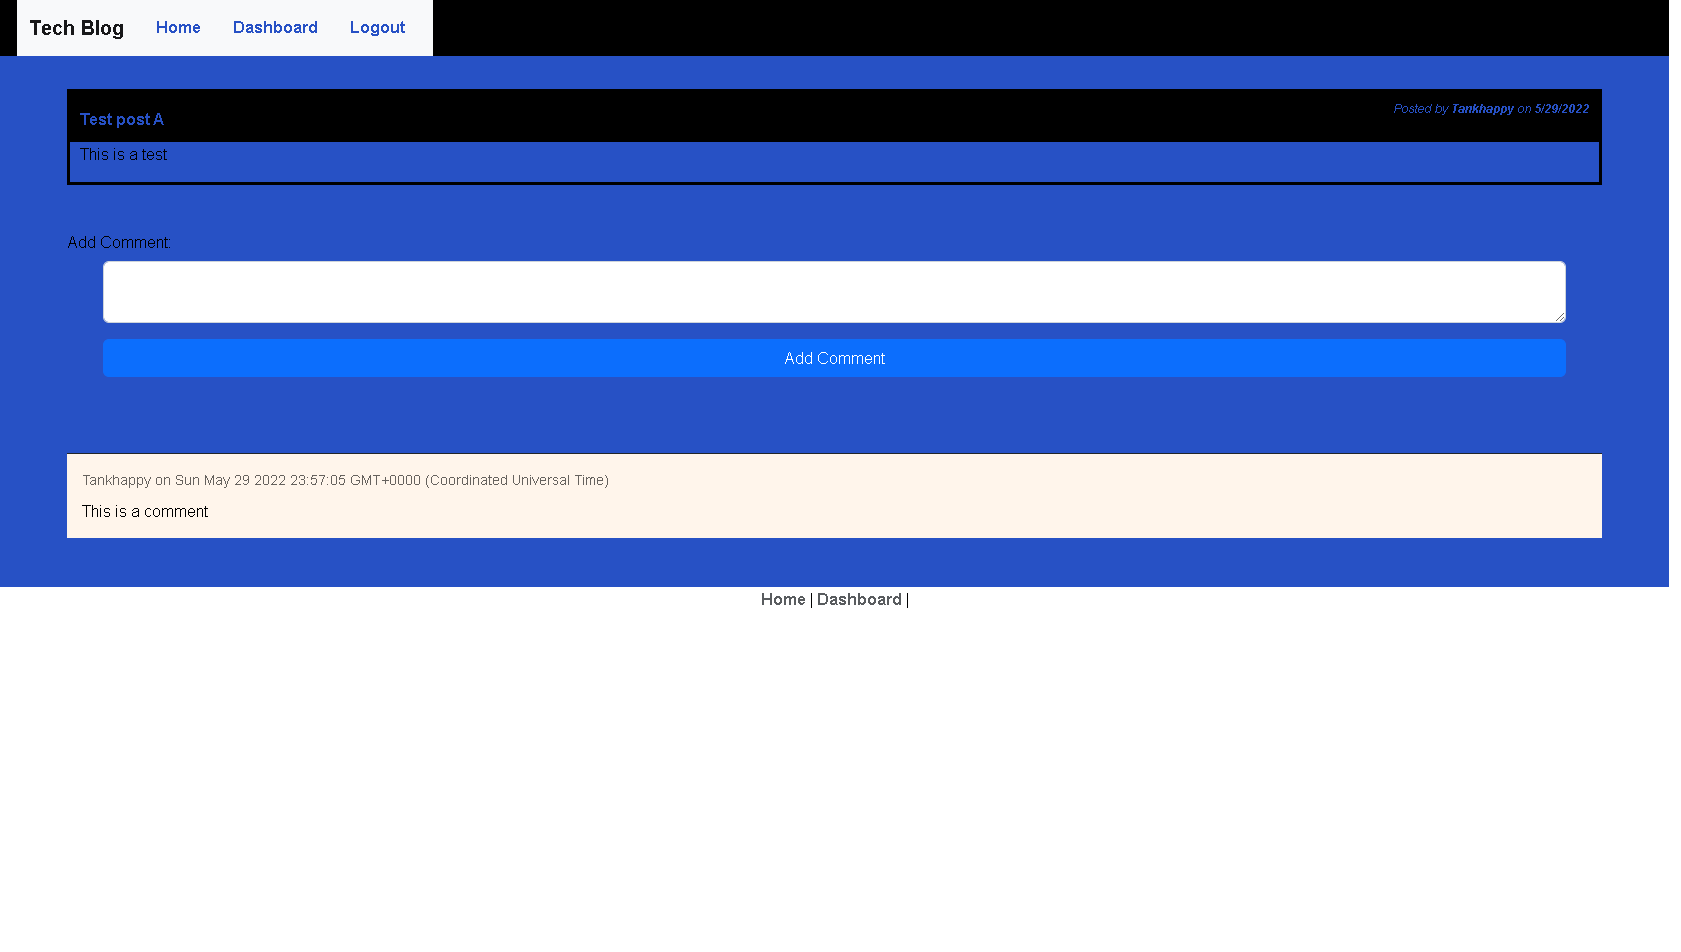 Tech Blog Home Dashboard Logout
Test post A
Posted by Tankhappy on 5/29/2022
This is a test
Add Comment:
Add Comment
Tankhappy on Sun May 29 2022 23:57:05 GMT+0000 (Coordinated Universal Time)
This is a comment
Home | Dashboard |